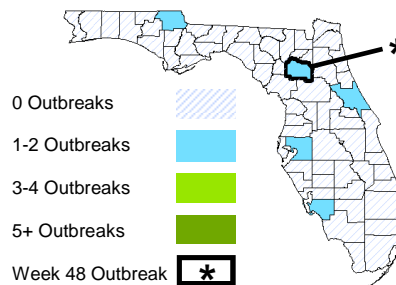 *
0 Outbreaks
1-2 Outbreaks
3-4 Outbreaks
5+ Outbreaks
Week 48 Outbreak *